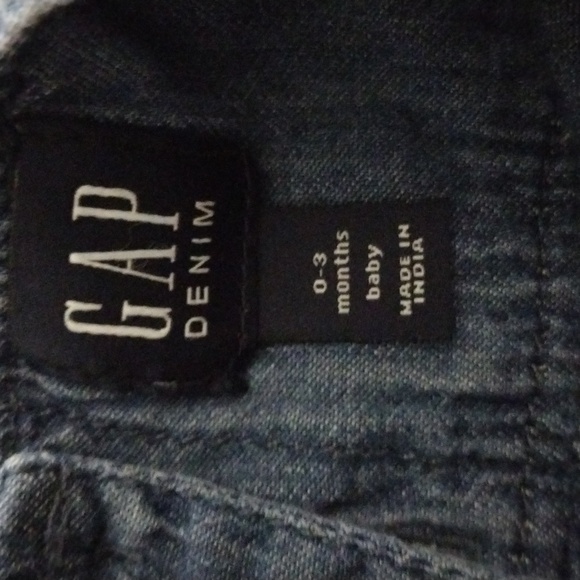 GAP
DENIM
0-3
months
baby
MADE IN
INDIA